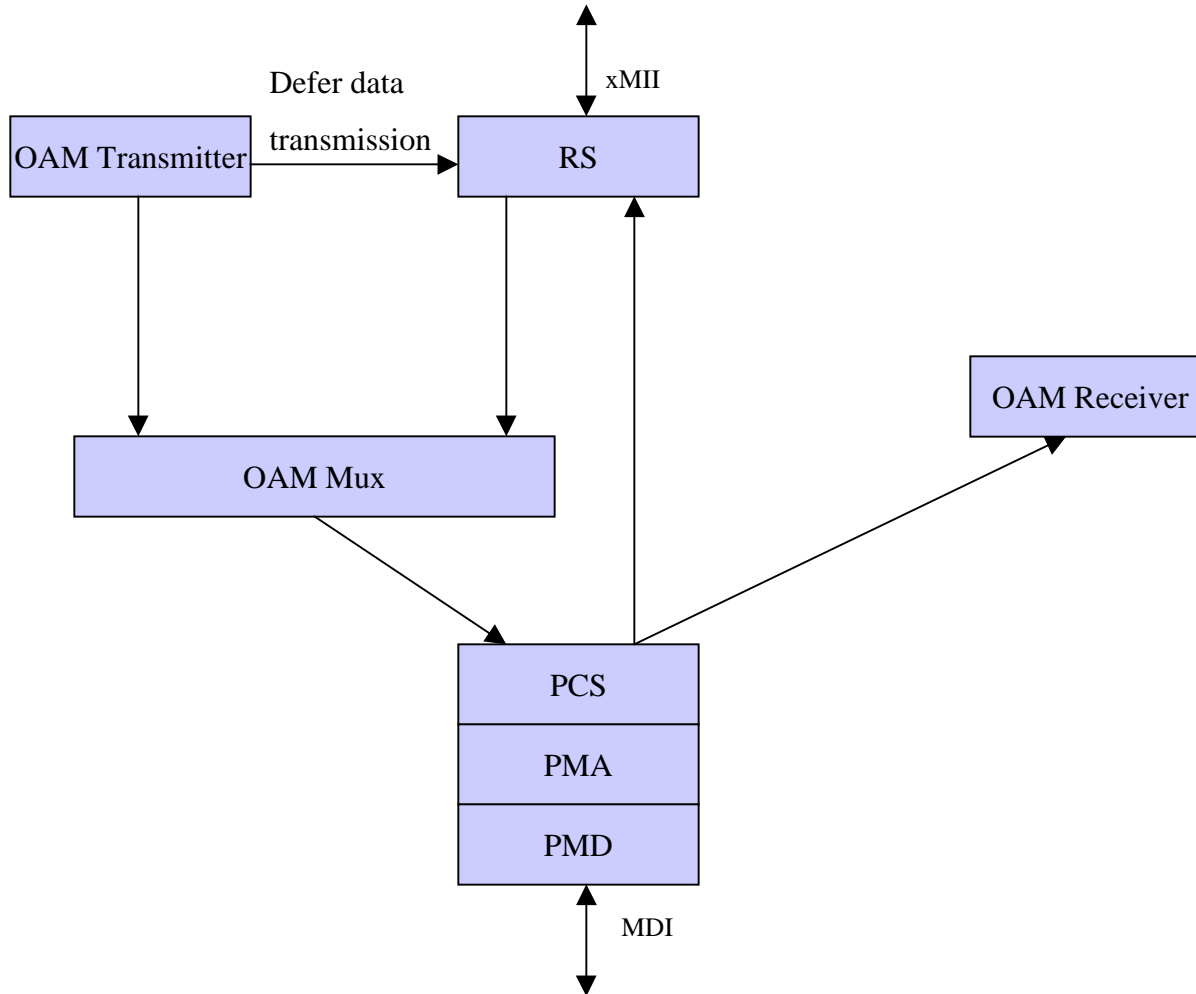 xMII
Defer data
transmission
OAM Transmitter
RS
OAM Receiver
OAM Mux
PCS
PMA
PMD
MDI